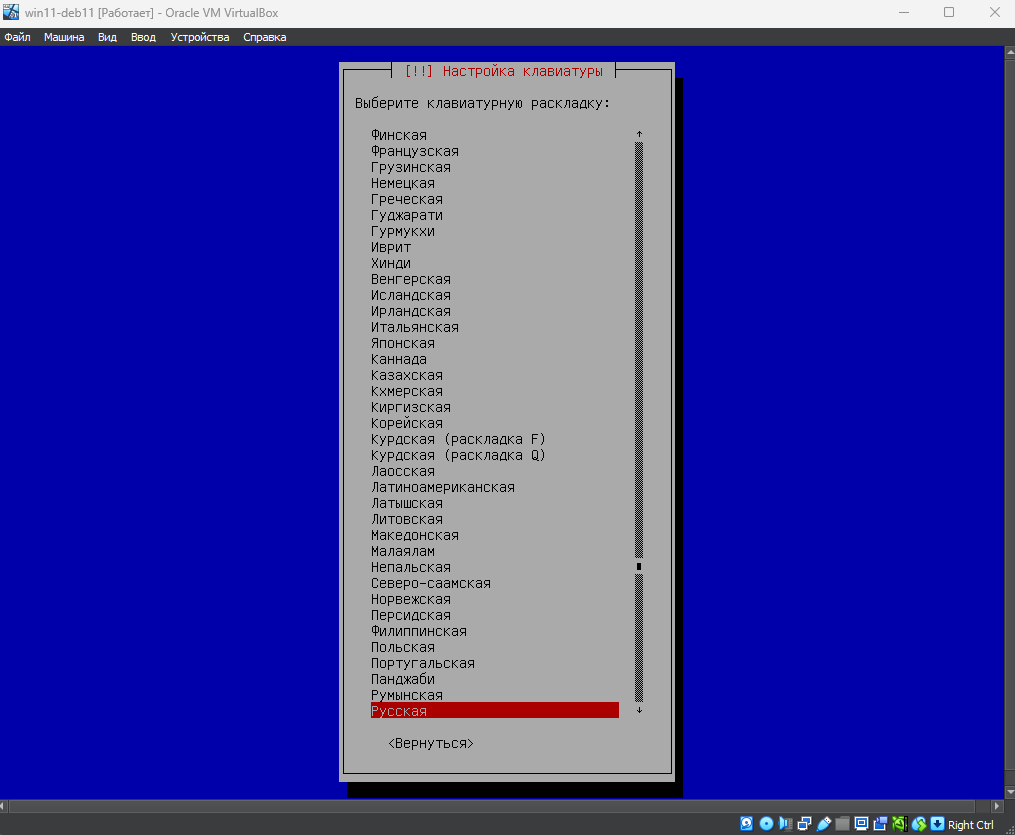 win11-deb11 [Работает] - Oracle VM VirtualBox
Файл Машина Вид Ввод Устройства Справка
[!!] Настройка клавиатуры
Выберите клавиатурную раскладку:
Финская
Французская
Грузинская
Немецкая
Греческая
Гуджарати
Гурмукхи
Иврит
Хинди
Венгерская
Исландская
Ирландская
Итальянская
Японская
Каннада
Казахская
Кхмерская
Киргизская
Корейская
Курдская (раскладка F)
Курдская (раскладка Q)
Лаосская
Латиноамериканская
Латышская
Литовская
Македонская
Малаялам
Непальская
Северо-саамская
Норвежская
Персидская
Филиппинская
Польская
Португальская
Панджаби
Румынская
Русская
<Вернуться>
Right Ctrl